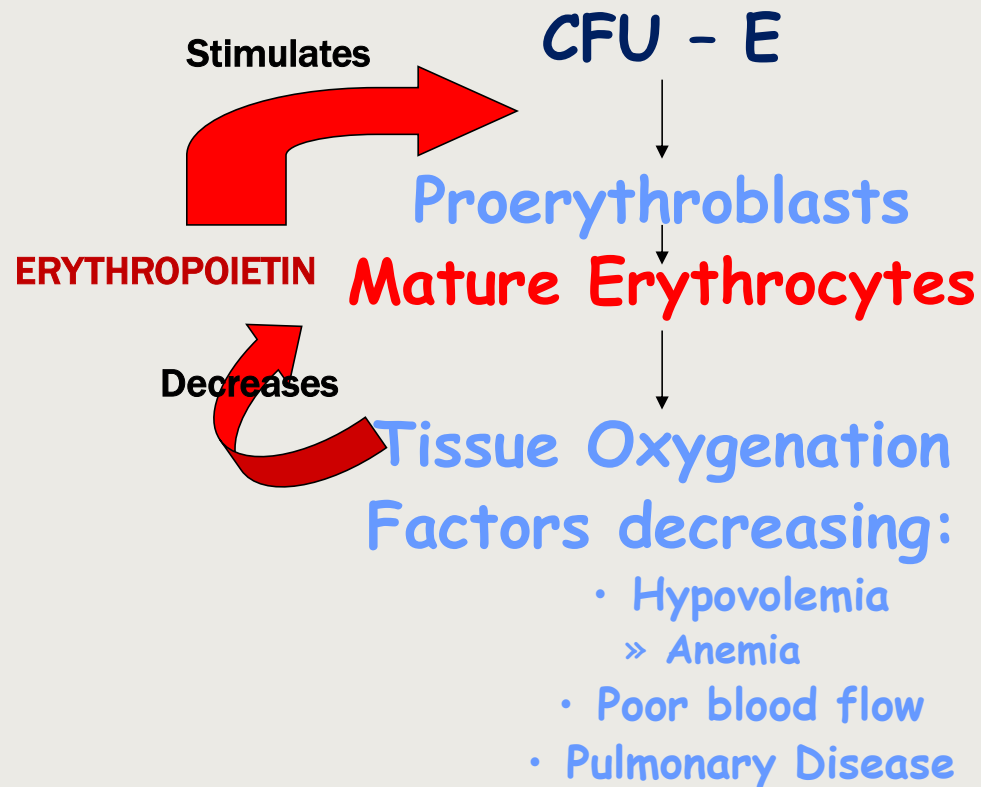 CFU – E
Stimulates
Proerythroblasts
ERYTHROPOIETIN
Mature Erythrocytes
Decreases
Tissue Oxygenation
Factors decreasing:
• Hypovolemia
» Anemia
• Poor blood flow
• Pulmonary Disease